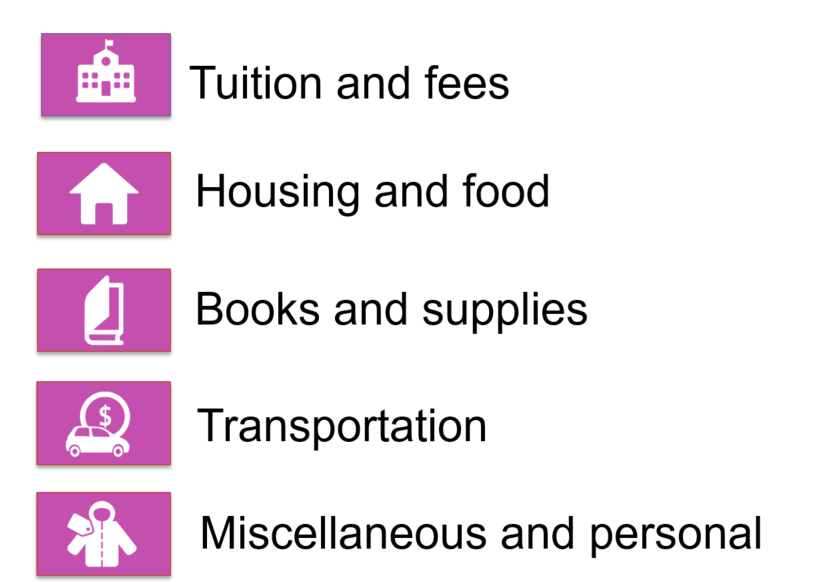 Tuition and fees
Housing and food
Books and supplies
$
Transportation
Miscellaneous and personal